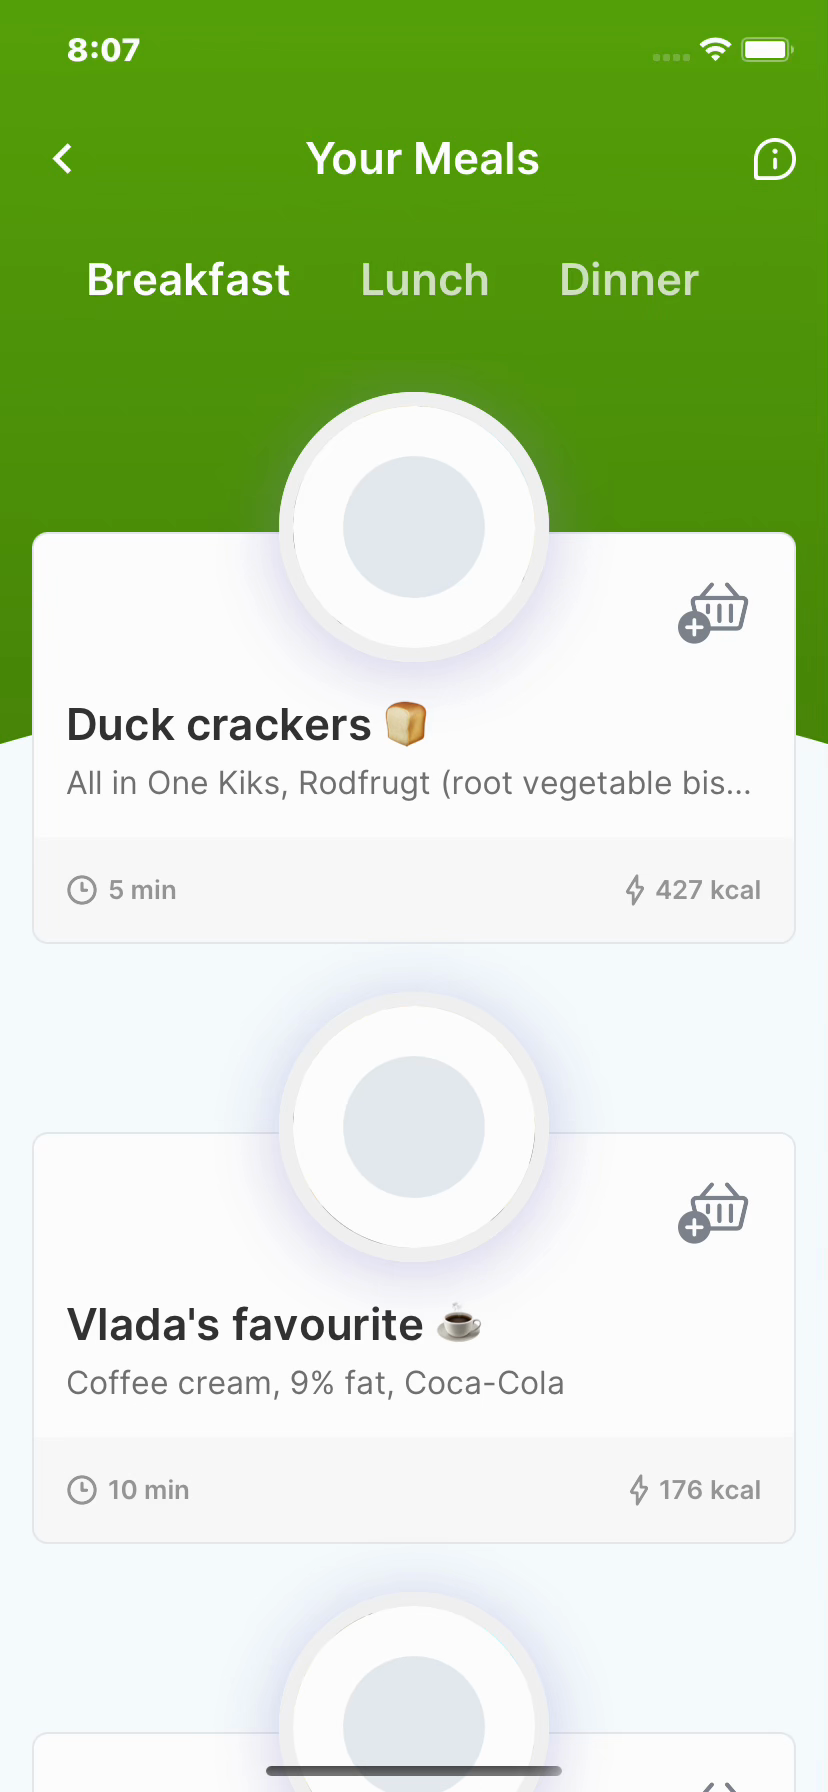 8:07
Your Meals
Breakfast Lunch Dinner
Duck crackers 🍞
All in One Kiks, Rodfrugt (root vegetable bis...
5 min 427 kcal
Vlada's favourite ☕
Coffee cream, 9% fat, Coca-Cola
10 min 176 kcal